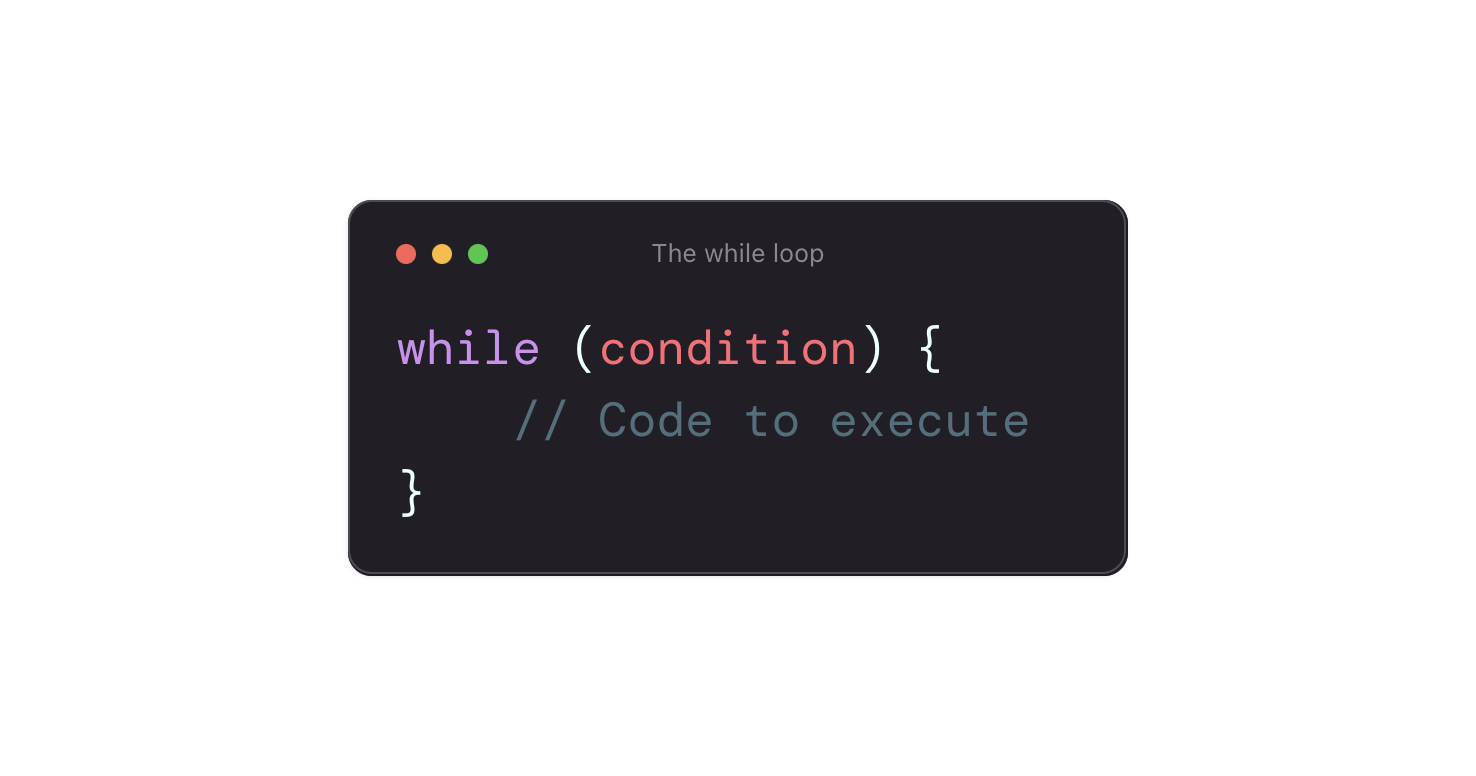 The while loop
while (condition) {
    // Code to execute
}